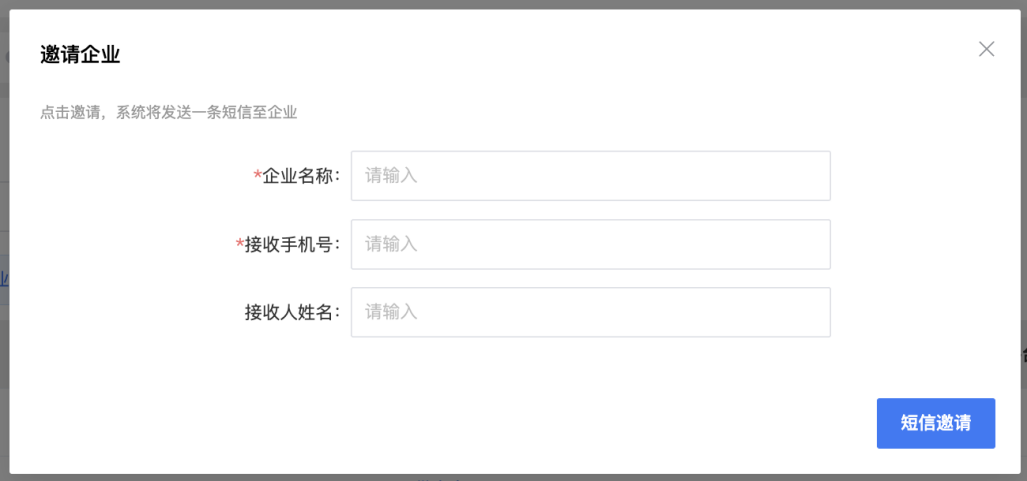 邀请企业
点击邀请，系统将发送一条短信至企业
*企业名称: 请输入
*接收手机号: 请输入
接收人姓名: 请输入
短信邀请